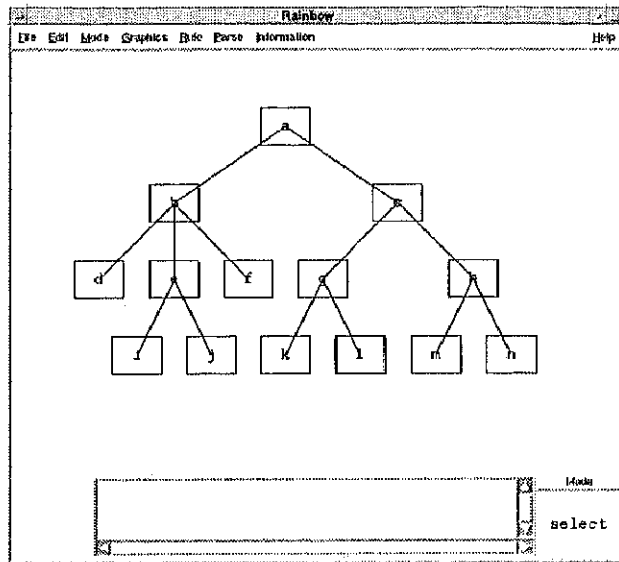 Rainbow
File Edit Mode Graphics Rule Parse Information Help
a
b c
d e f g h
i j k l m n
Mode
select